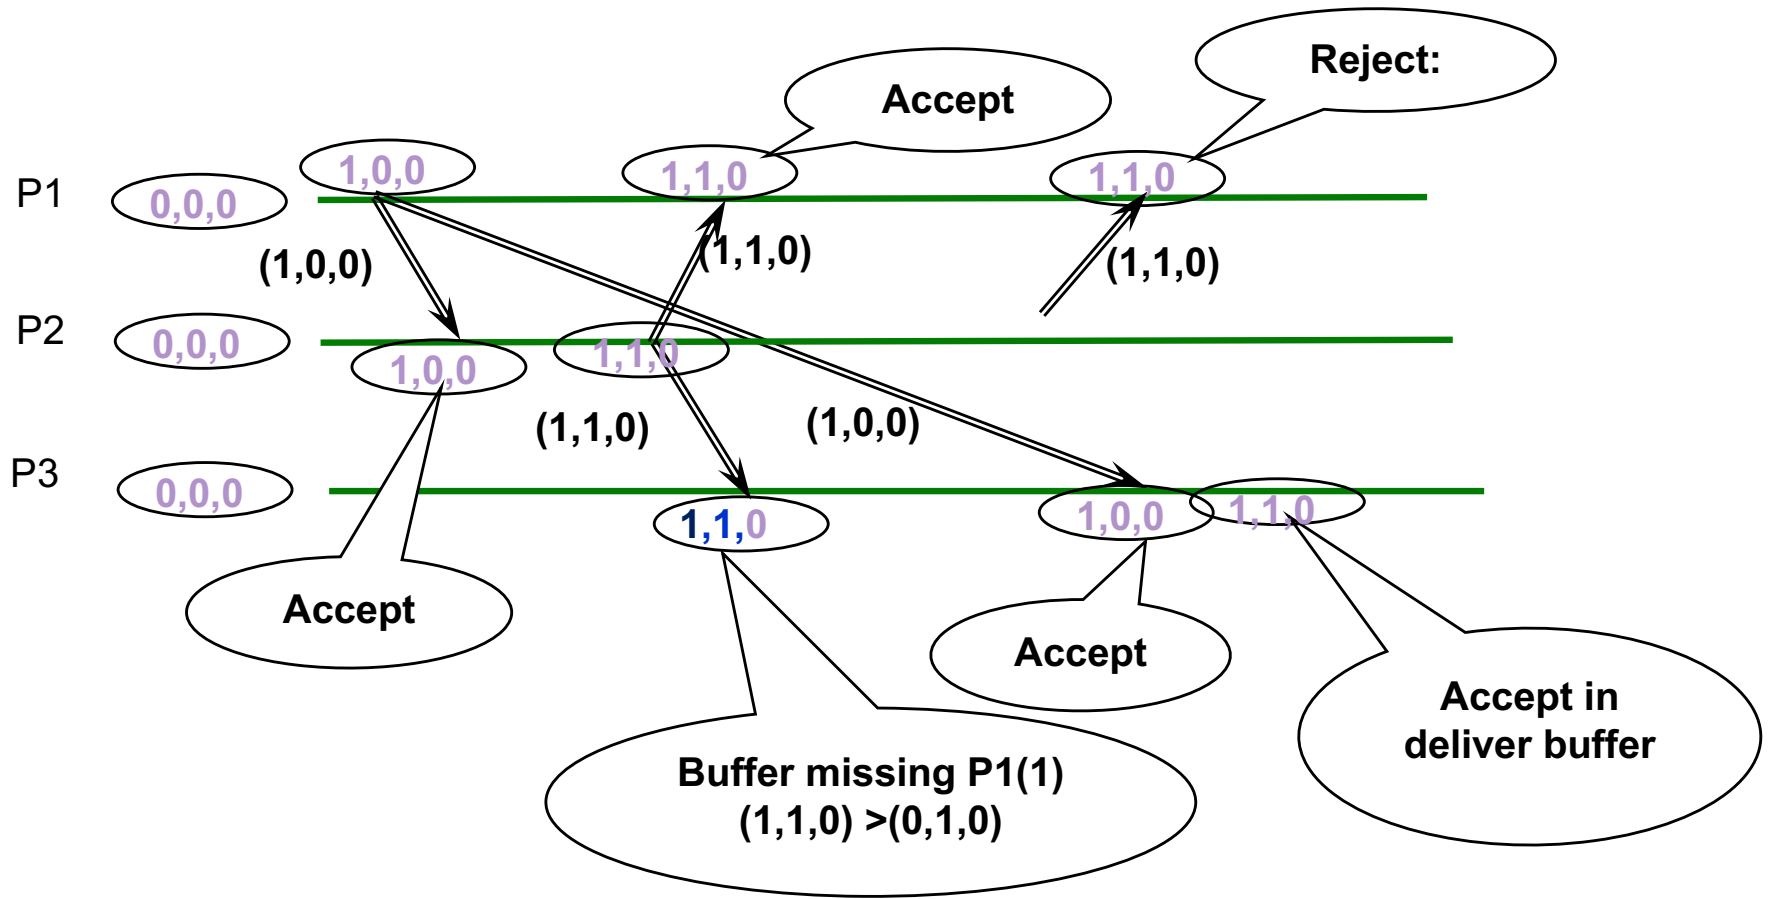 Reject:
Accept
1,0,0
1,1,0
1,1,0
P1
0,0,0
(1,0,0)
(1,1,0)
(1,1,0)
P2
0,0,0
1,0,0
1,1,0
(1,1,0)
(1,0,0)
P3
0,0,0
1,1,0
1,0,0
1,1,0
Accept
Accept
Accept in
deliver buffer
Buffer missing P1(1)
(1,1,0) >(0,1,0)